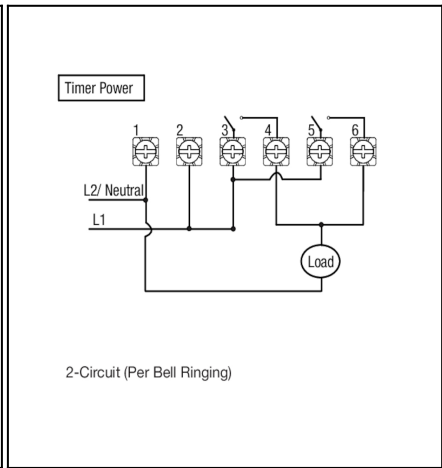 Timer Power
1 2 3 4 5 6
L2/ Neutral
L1
Load
2-Circuit (Per Bell Ringing)